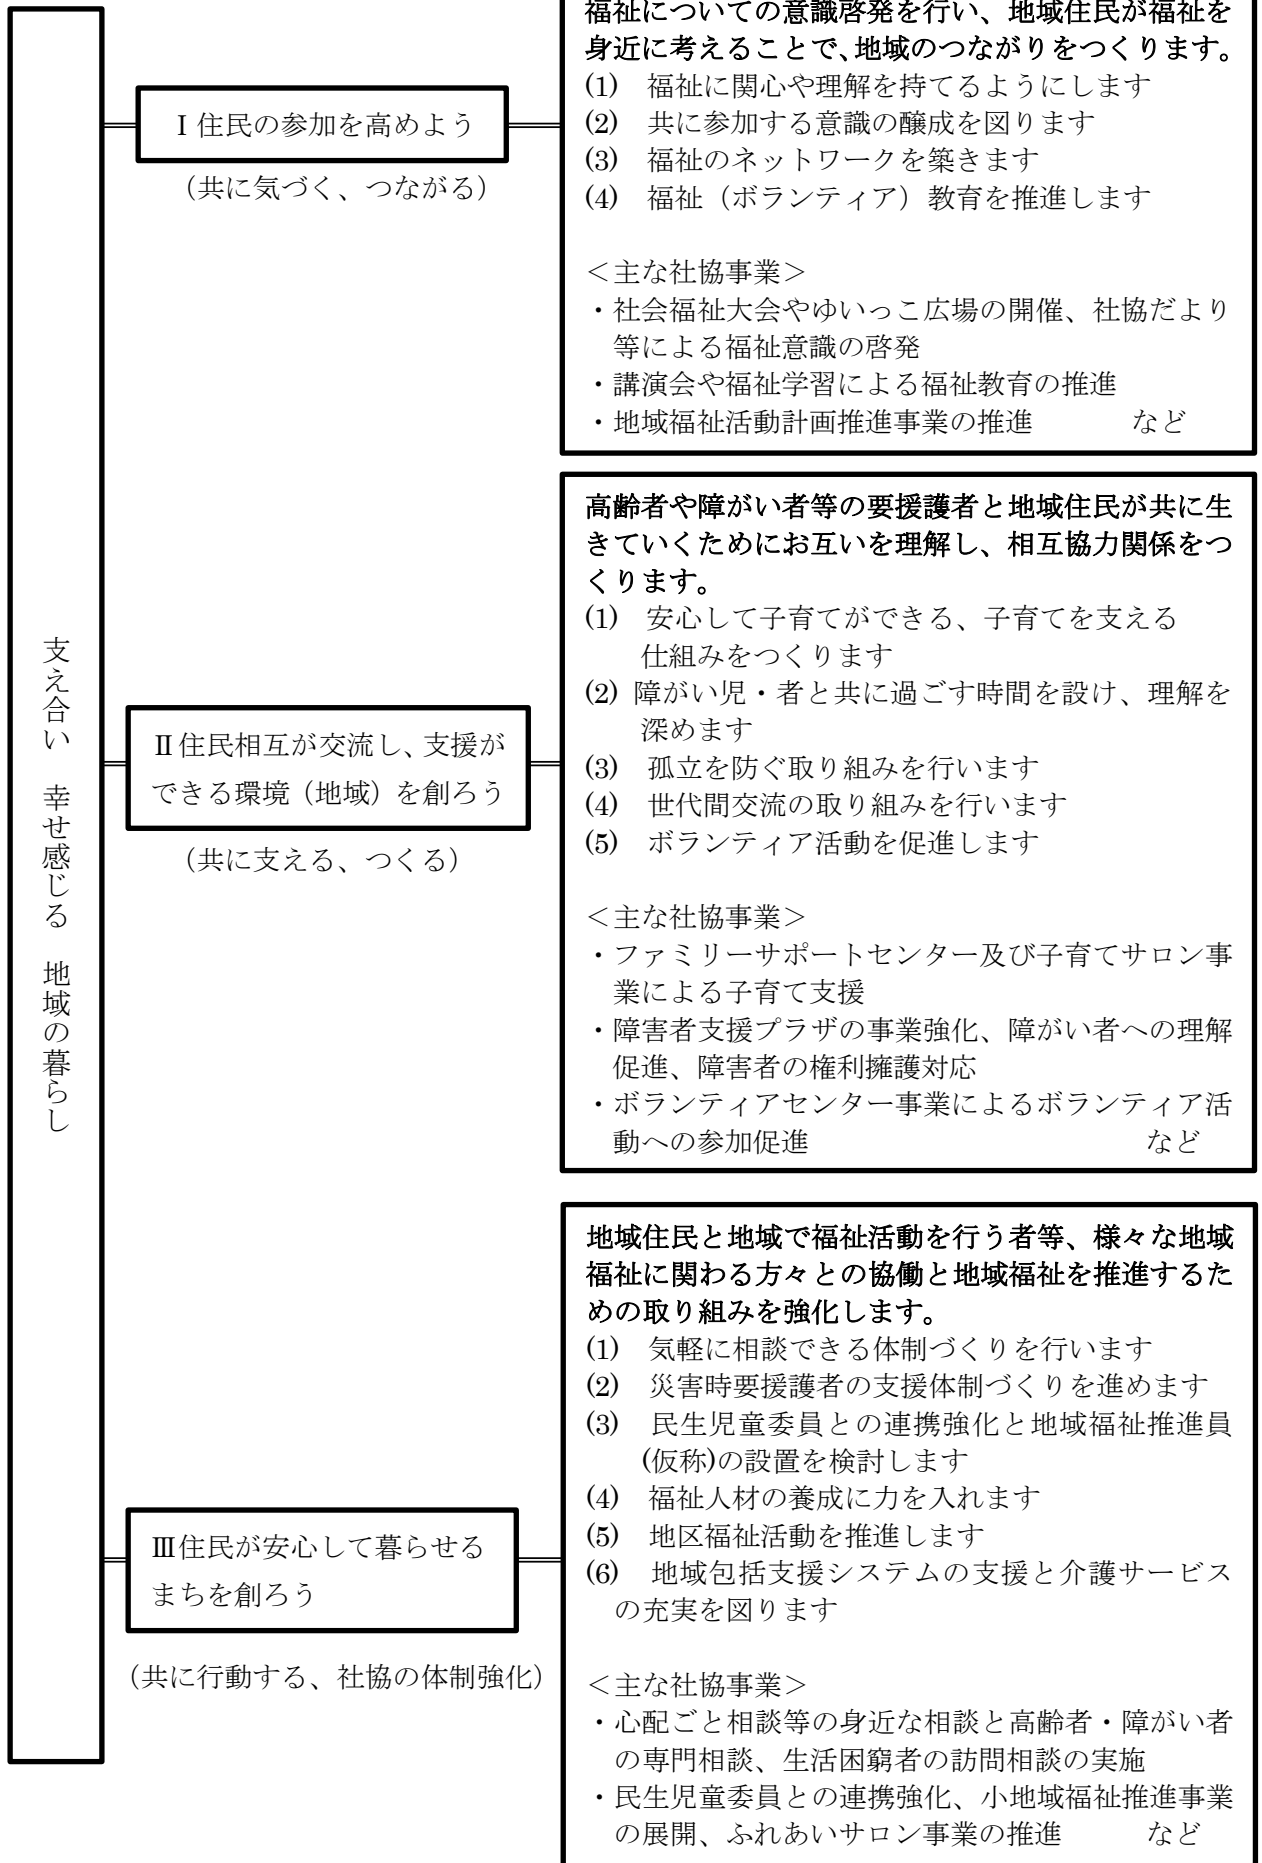 支え合い　幸せ感じる　地域の暮らし
Ⅰ住民の参加を高めよう
（共に気づく、つながる）
福祉についての意識啓発を行い、地域住民が福祉を
身近に考えることで、地域のつながりをつくります。
(1)　福祉に関心や理解を持てるようにします
(2)　共に参加する意識の醸成を図ります
(3)　福祉のネットワークを築きます
(4)　福祉（ボランティア）教育を推進します
＜主な社協事業＞
・社会福祉大会やゆいっこ広場の開催、社協だより
等による福祉意識の啓発
・講演会や福祉学習による福祉教育の推進
・地域福祉活動計画推進事業の推進　　　　　など
Ⅱ住民相互が交流し、支援が
できる環境（地域）を創ろう
（共に支える、つくる）
高齢者や障がい者等の要援護者と地域住民が共に生
きていくためにお互いを理解し、相互協力関係をつ
くります。
(1)　安心して子育てができる、子育てを支える
仕組みをつくります
(2) 障がい児・者と共に過ごす時間を設け、理解を
深めます
(3)　孤立を防ぐ取り組みを行います
(4)　世代間交流の取り組みを行います
(5)　ボランティア活動を促進します
＜主な社協事業＞
・ファミリーサポートセンター及び子育てサロン事
業による子育て支援
・障害者支援プラザの事業強化、障がい者への理解
促進、障害者の権利擁護対応
・ボランティアセンター事業によるボランティア活
動への参加促進　　　　　　　　　　　　など
Ⅲ住民が安心して暮らせる
まちを創ろう
（共に行動する、社協の体制強化）
地域住民と地域で福祉活動を行う者等、様々な地域
福祉に関わる方々との協働と地域福祉を推進するた
めの取り組みを強化します。
(1)　気軽に相談できる体制づくりを行います
(2)　災害時要援護者の支援体制づくりを進めます
(3)　民生児童委員との連携強化と地域福祉推進員
(仮称)の設置を検討します
(4)　福祉人材の養成に力を入れます
(5)　地区福祉活動を推進します
(6)　地域包括支援システムの支援と介護サービス
の充実を図ります
＜主な社協事業＞
・心配ごと相談等の身近な相談と高齢者・障がい者
の専門相談、生活困窮者の訪問相談の実施
・民生児童委員との連携強化、小地域福祉推進事業
の展開、ふれあいサロン事業の推進　　　　など